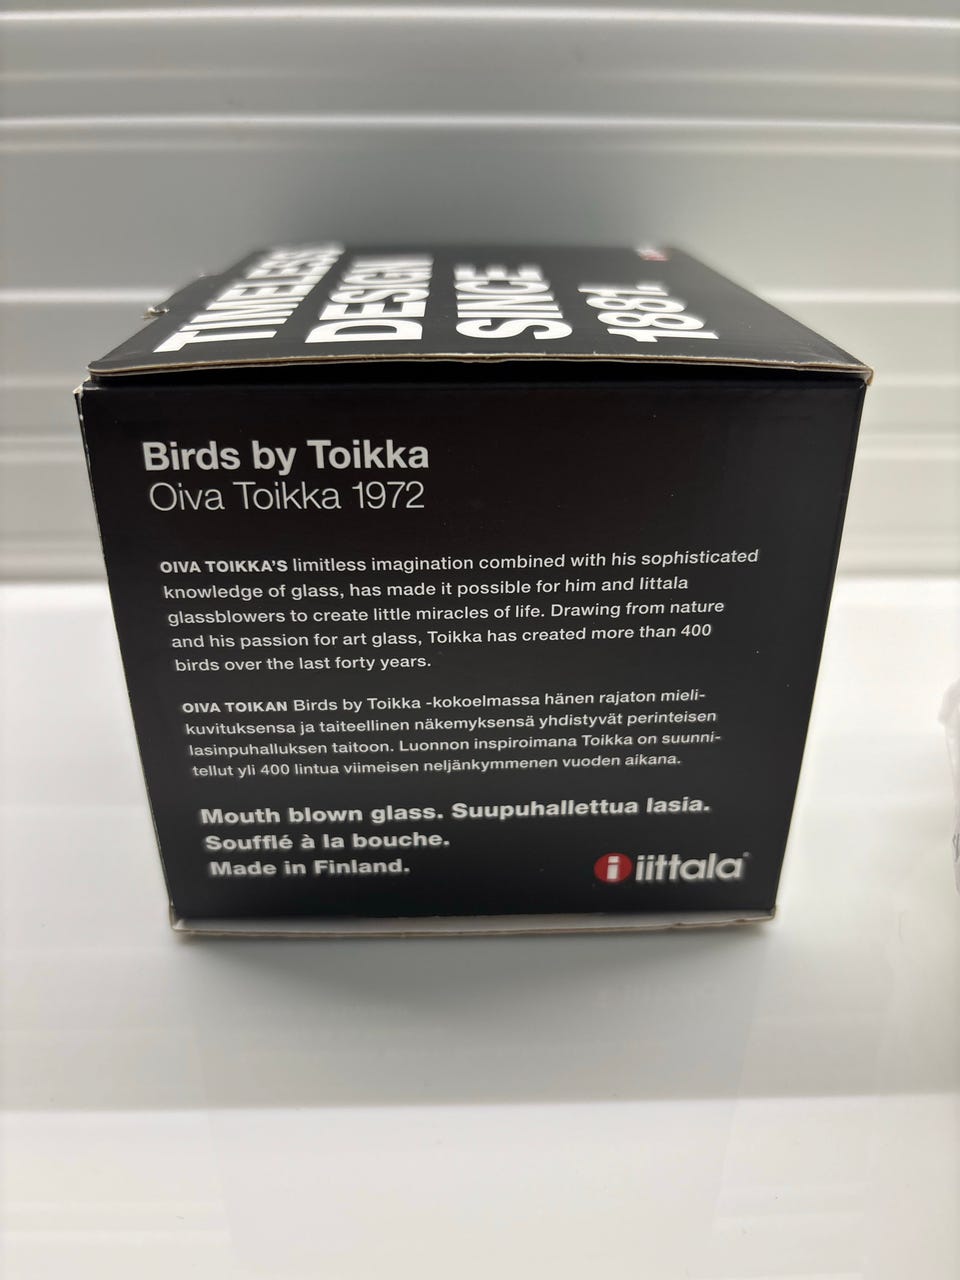 TIMELESS
DESIGN
SINCE
1881.
Birds by Toikka
Oiva Toikka 1972
OIVA TOIKKA'S limitless imagination combined with his sophisticated
knowledge of glass, has made it possible for him and Iittala
glassblowers to create little miracles of life. Drawing from nature
and his passion for art glass, Toikka has created more than 400
birds over the last forty years.
OIVA TOIKAN Birds by Toikka -kokoelmassa hänen rajaton mieli-
kuvituksensa ja taiteellinen näkemyksensä yhdistyvät perinteisen
lasinpuhalluksen taitoon. Luonnon inspiroimana Toikka on suunni-
tellut yli 400 lintua viimeisen neljänkymmenen vuoden aikana.
Mouth blown glass. Suupuhallettua lasia.
Soufflé à la bouche.
Made in Finland.
i iittala®